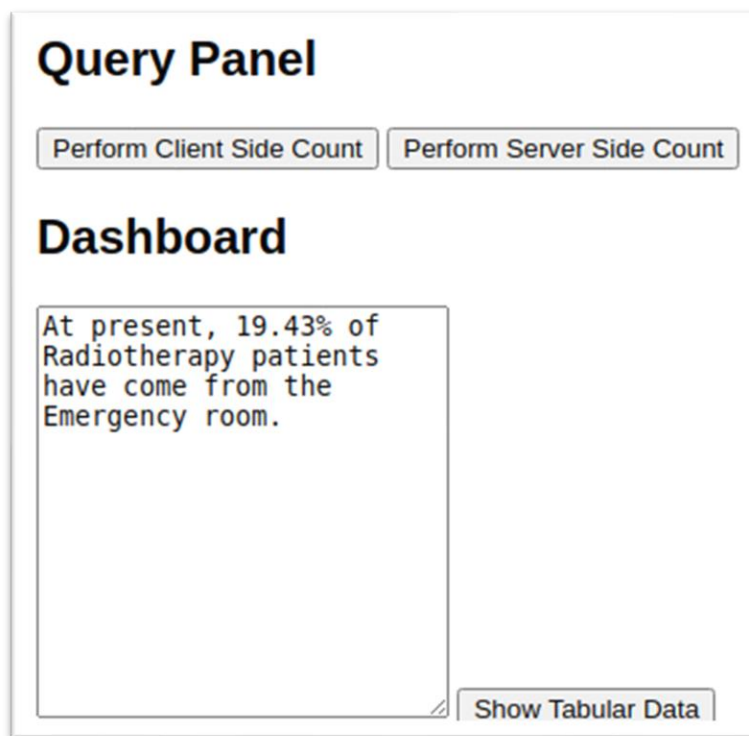 Query Panel
Perform Client Side Count Perform Server Side Count
Dashboard
At present, 19.43% of
Radiotherapy patients
have come from the
Emergency room.
Show Tabular Data